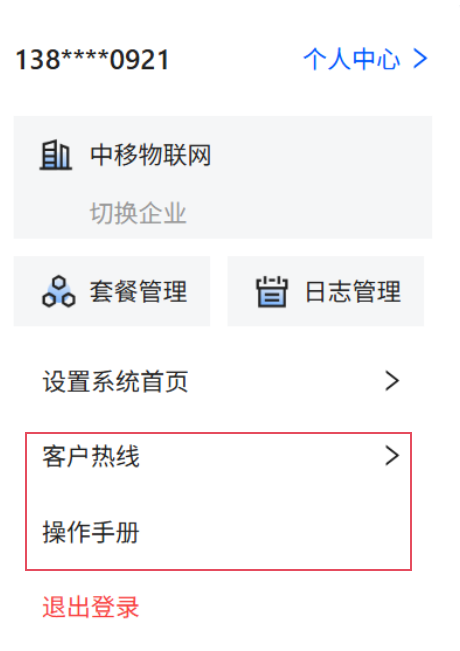 138****0921 个人中心 >
中移物联网
切换企业
套餐管理 日志管理
设置系统首页 >
客户热线 >
操作手册
退出登录